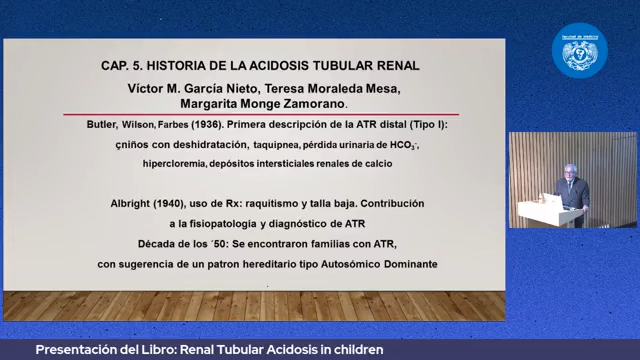 facultad de medicina
CAP. 5. HISTORIA DE LA ACIDOSIS TUBULAR RENAL
Víctor M. García Nieto, Teresa Moraleda Mesa,
Margarita Monge Zamorano.
Butler, Wilson, Farbes (1936). Primera descripción de la ATR distal (Tipo I):
çniños con deshidratación, taquipnea, pérdida urinaria de HCO₃⁻,
hipercloremia, depósitos intersticiales renales de calcio
Albright (1940), uso de Rx: raquitismo y talla baja. Contribución
a la fisiopatología y diagnóstico de ATR
Década de los ´50: Se encontraron familias con ATR,
con sugerencia de un patron hereditario tipo Autosómico Dominante
.
Presentación del Libro: Renal Tubular Acidosis in children